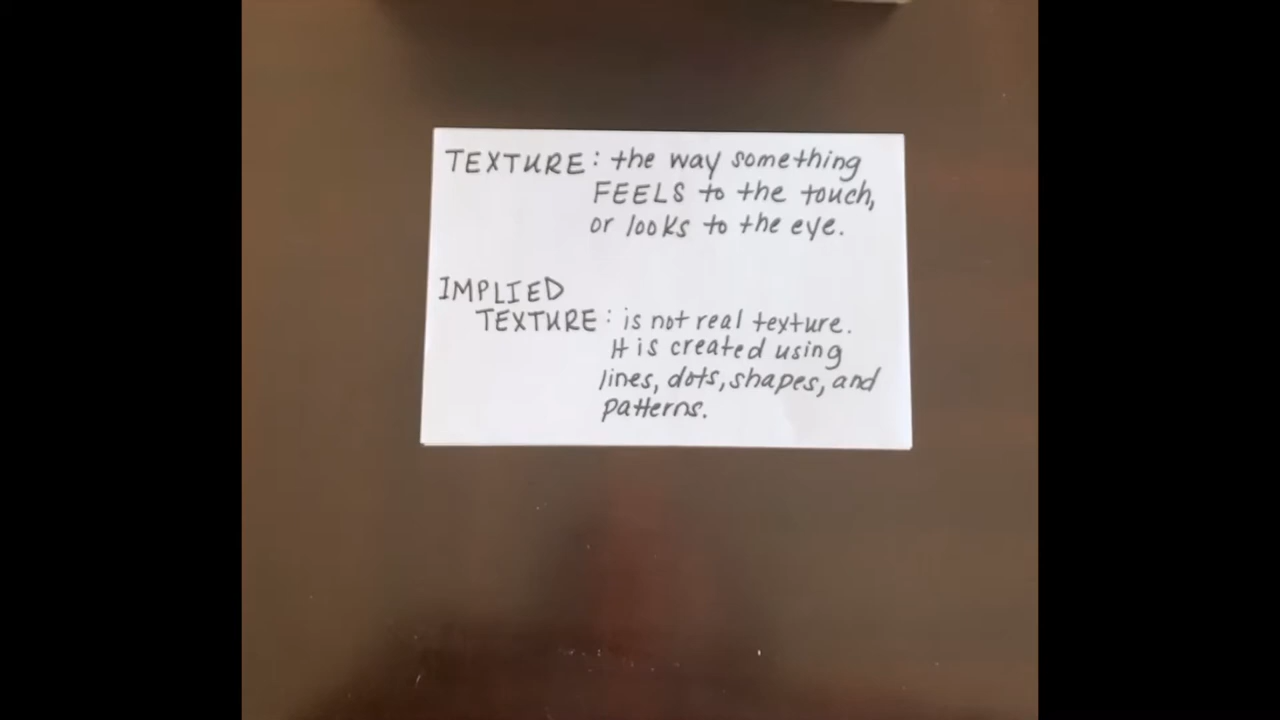 TEXTURE: the way something
FEELS to the touch,
or looks to the eye.
IMPLIED
TEXTURE: is not real texture.
It is created using
lines, dots, shapes, and
patterns.